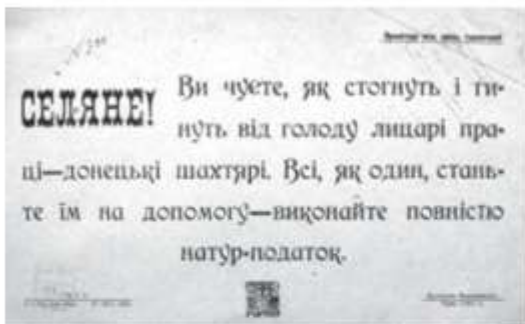 СЕЛЯНЕ!
Ви чуєте, як стогнуть і ги-
нуть від голоду лицарі пра-
ці—донецькі шахтярі. Всі, як один, стань-
те їм на допомогу—виконайте повністю
натур-податок.